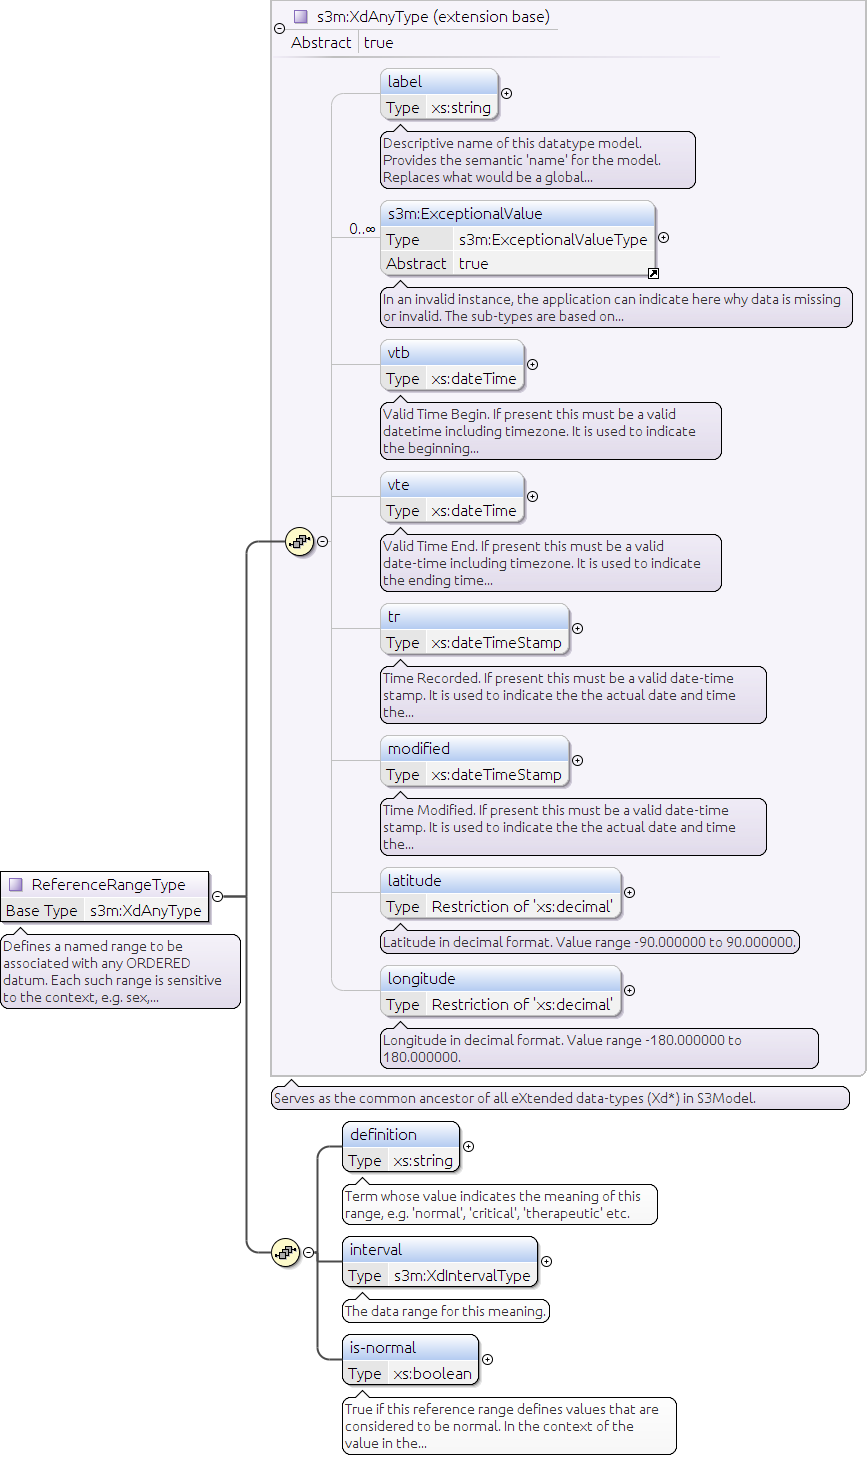 s3m:XdAnyType (extension base)
Abstract true
label
Type xs:string
Descriptive name of this datatype model.
Provides the semantic 'name' for the model.
Replaces what would be a global...
0..∞
s3m:ExceptionalValue
Type s3m:ExceptionalValueType
Abstract true
In an invalid instance, the application can indicate here why data is missing
or invalid. The sub-types are based on...
vtb
Type xs:dateTime
Valid Time Begin. If present this must be a valid
datetime including timezone. It is used to indicate
the beginning...
vte
Type xs:dateTime
Valid Time End. If present this must be a valid
date-time including timezone. It is used to indicate
the ending time...
tr
Type xs:dateTimeStamp
Time Recorded. If present this must be a valid date-time
stamp. It is used to indicate the the actual date and time
the...
modified
Type xs:dateTimeStamp
Time Modified. If present this must be a valid date-time
stamp. It is used to indicate the the actual date and time
the...
latitude
Type Restriction of 'xs:decimal'
Latitude in decimal format. Value range -90.000000 to 90.000000.
longitude
Type Restriction of 'xs:decimal'
Longitude in decimal format. Value range -180.000000 to
180.000000.
Serves as the common ancestor of all eXtended data-types (Xd*) in S3Model.
ReferenceRangeType
Base Type s3m:XdAnyType
Defines a named range to be
associated with any ORDERED
datum. Each such range is sensitive
to the context, e.g. sex,...
definition
Type xs:string
Term whose value indicates the meaning of this
range, e.g. 'normal', 'critical', 'therapeutic' etc.
interval
Type s3m:XdIntervalType
The data range for this meaning.
is-normal
Type xs:boolean
True if this reference range defines values that are
considered to be normal. In the context of the
value in the...